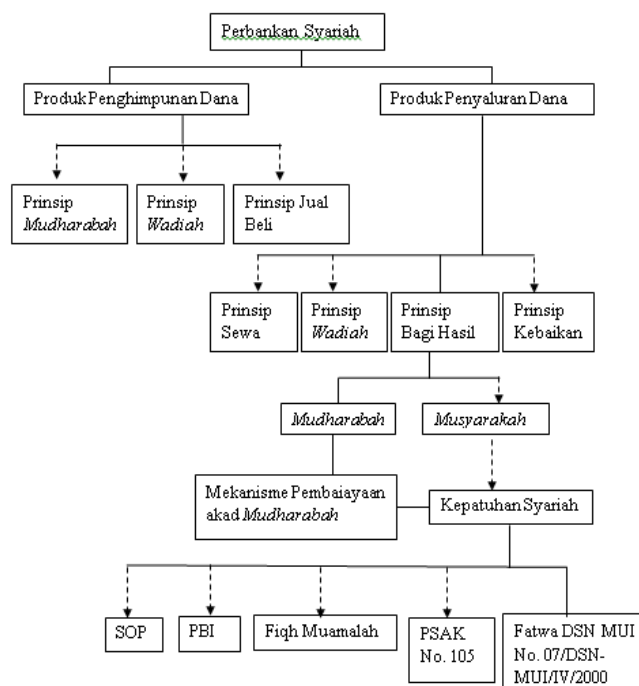 Perbankan Syariah
Produk Penghimpunan Dana
Produk Penyaluran Dana
Prinsip
Mudharabah
Prinsip
Wadiah
Prinsip Jual
Beli
Prinsip
Sewa
Prinsip
Wadiah
Prinsip
Bagi Hasil
Prinsip
Kebaikan
Mudharabah
Musyarakah
Mekanisme Pembaiayaan
akad Mudharabah
Kepatuhan Syariah
SOP
PBI
Fiqh Muamalah
PSAK
No. 105
Fatwa DSN MUI
No. 07/DSN-
MUI/IV/2000